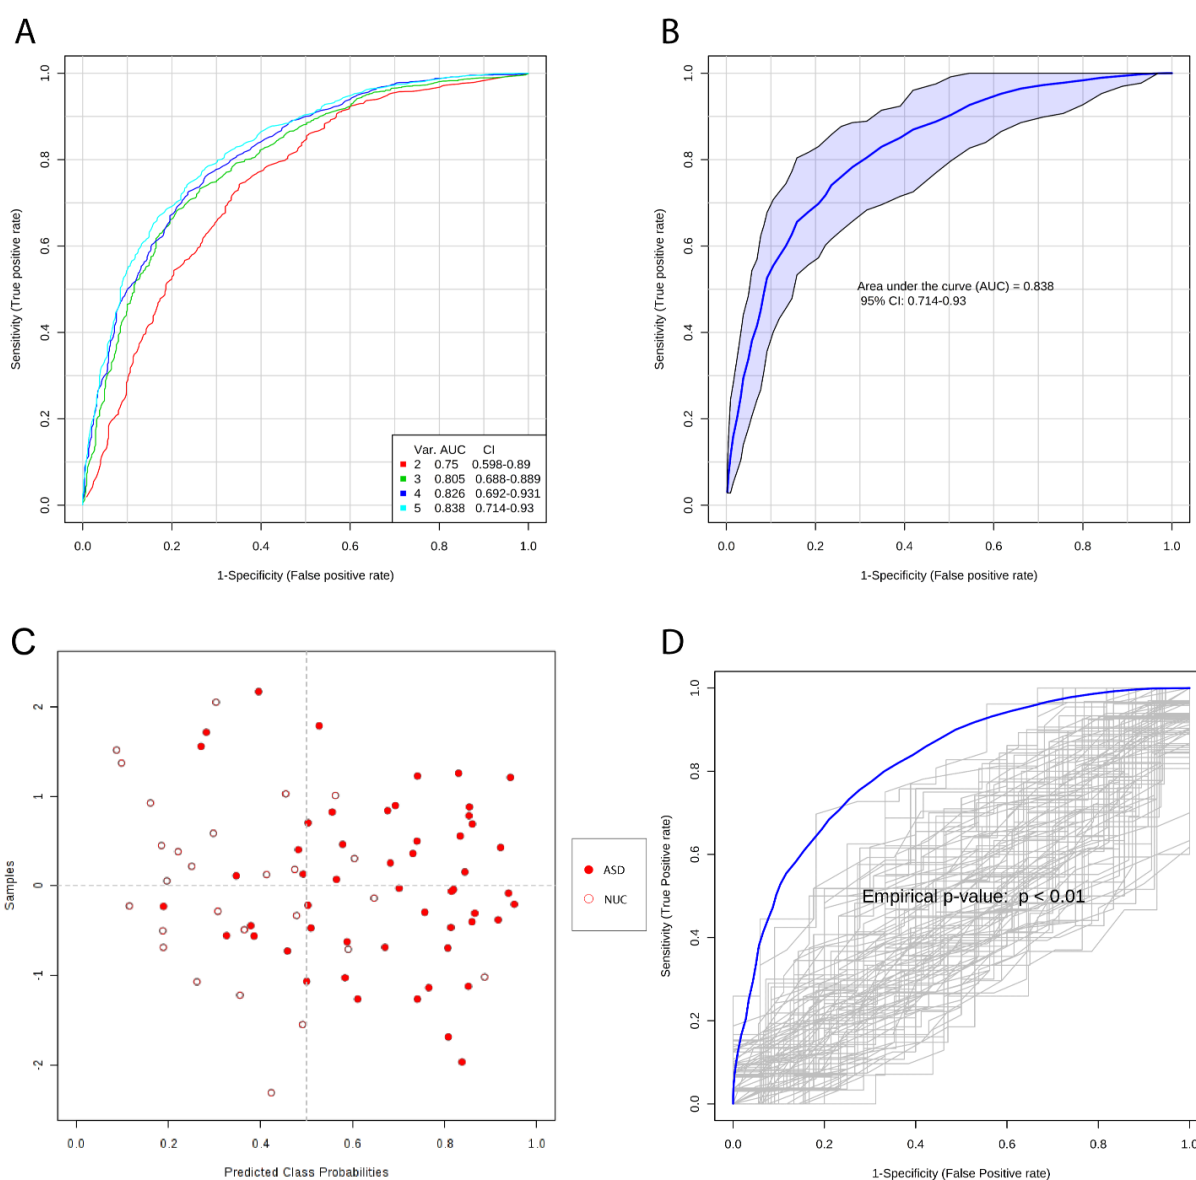 A
1.0
0.8
0.6
0.4
0.2
0.0
Sensitivity (True positive rate)
Var. AUC CI
2 0.75 0.598-0.89
3 0.805 0.688-0.889
4 0.826 0.692-0.931
5 0.838 0.714-0.93
0.0 0.2 0.4 0.6 0.8 1.0
1-Specificity (False positive rate)
B
1.0
0.8
0.6
0.4
0.2
0.0
Sensitivity (True positive rate)
Area under the curve (AUC) = 0.838
95% CI: 0.714-0.93
0.0 0.2 0.4 0.6 0.8 1.0
1-Specificity (False positive rate)
C
2
1
0
-1
-2
Samples
0.0 0.2 0.4 0.6 0.8 1.0
Predicted Class Probabilities
ASD
NUC
D
1.0
0.8
0.6
0.4
0.2
0.0
Sensitivity (True Positive rate)
Empirical p-value: p < 0.01
0.0 0.2 0.4 0.6 0.8 1.0
1-Specificity (False Positive rate)